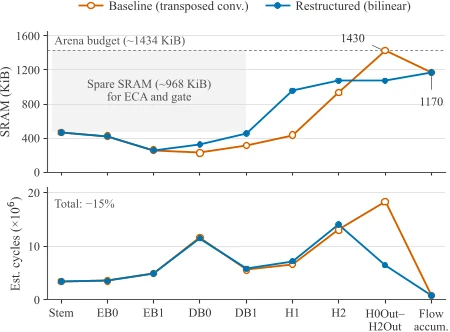 Baseline (transposed conv.) Restructured (bilinear)
SRAM (KiB)
1600
1200
800
400
0
Arena budget (~1434 KiB)
1430
Spare SRAM (~968 KiB)
for ECA and gate
1170
Est. cycles (×10⁶)
20
10
0
Total: −15%
Stem EB0 EB1 DB0 DB1 H1 H2 H0Out– Flow
H2Out accum.